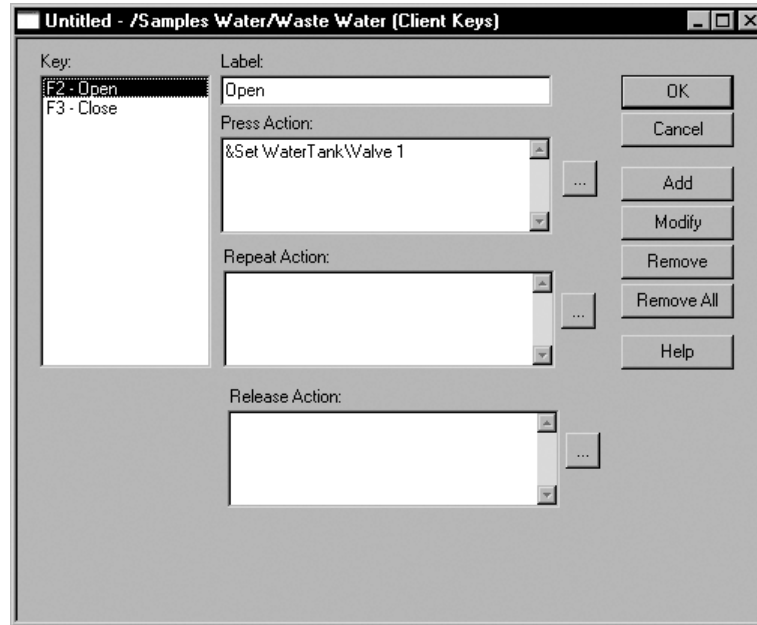 Untitled - /Samples Water/Waste Water (Client Keys)
Key:
F2 - Open
F3 - Close
Label:
Open
Press Action:
&Set WaterTank\Valve 1
...
Repeat Action:
...
Release Action:
...
OK
Cancel
Add
Modify
Remove
Remove All
Help